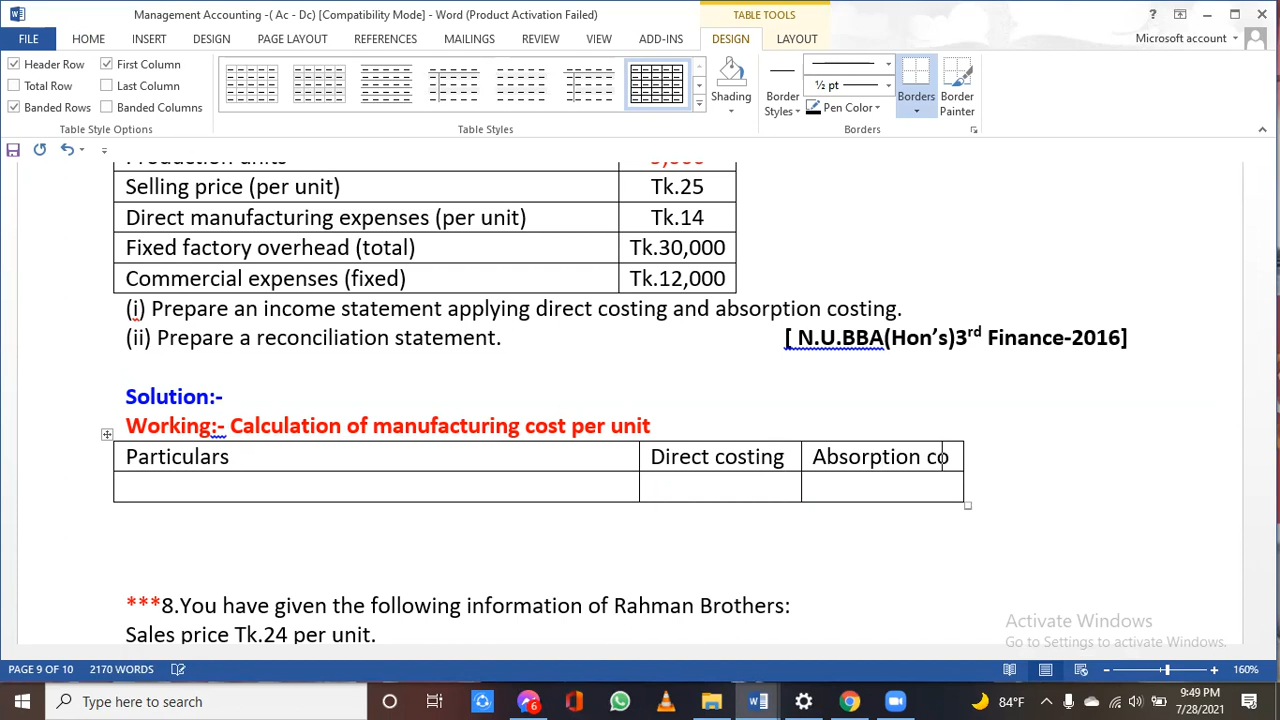 Management Accounting -( Ac - Dc) [Compatibility Mode] - Word (Product Activation Failed)
TABLE TOOLS
?
FILE HOME INSERT DESIGN PAGE LAYOUT REFERENCES MAILINGS REVIEW VIEW ADD-INS DESIGN LAYOUT Microsoft account
Header Row First Column
Total Row Last Column
Banded Rows Banded Columns
Shading
Border Styles
½ pt
Pen Color
Borders
Border Painter
Table Style Options Table Styles Borders
Production units
Selling price (per unit) Tk.25
Direct manufacturing expenses (per unit) Tk.14
Fixed factory overhead (total) Tk.30,000
Commercial expenses (fixed) Tk.12,000
(i) Prepare an income statement applying direct costing and absorption costing.
(ii) Prepare a reconciliation statement. [ N.U.BBA(Hon’s)3rd Finance-2016]
Solution:-
Working:- Calculation of manufacturing cost per unit
Particulars Direct costing Absorption co
***8.You have given the following information of Rahman Brothers:
Sales price Tk.24 per unit.
Activate Windows
Go to Settings to activate Windows.
PAGE 9 OF 10 2170 WORDS 160%
Type here to search
6
84°F
9:49 PM
7/28/2021